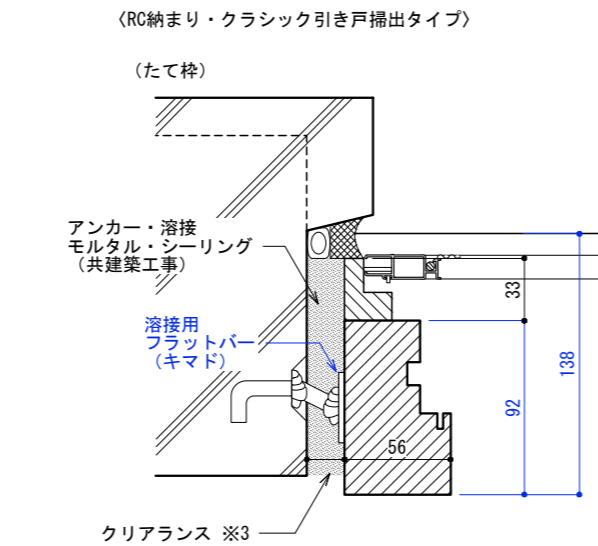 〈RC納まり・クラシック引き戸掃出タイプ〉
（たて枠）
アンカー・溶接
モルタル・シーリング
（共建築工事）
溶接用
フラットバー
（キマド）
33
138
92
56
クリアランス ※3